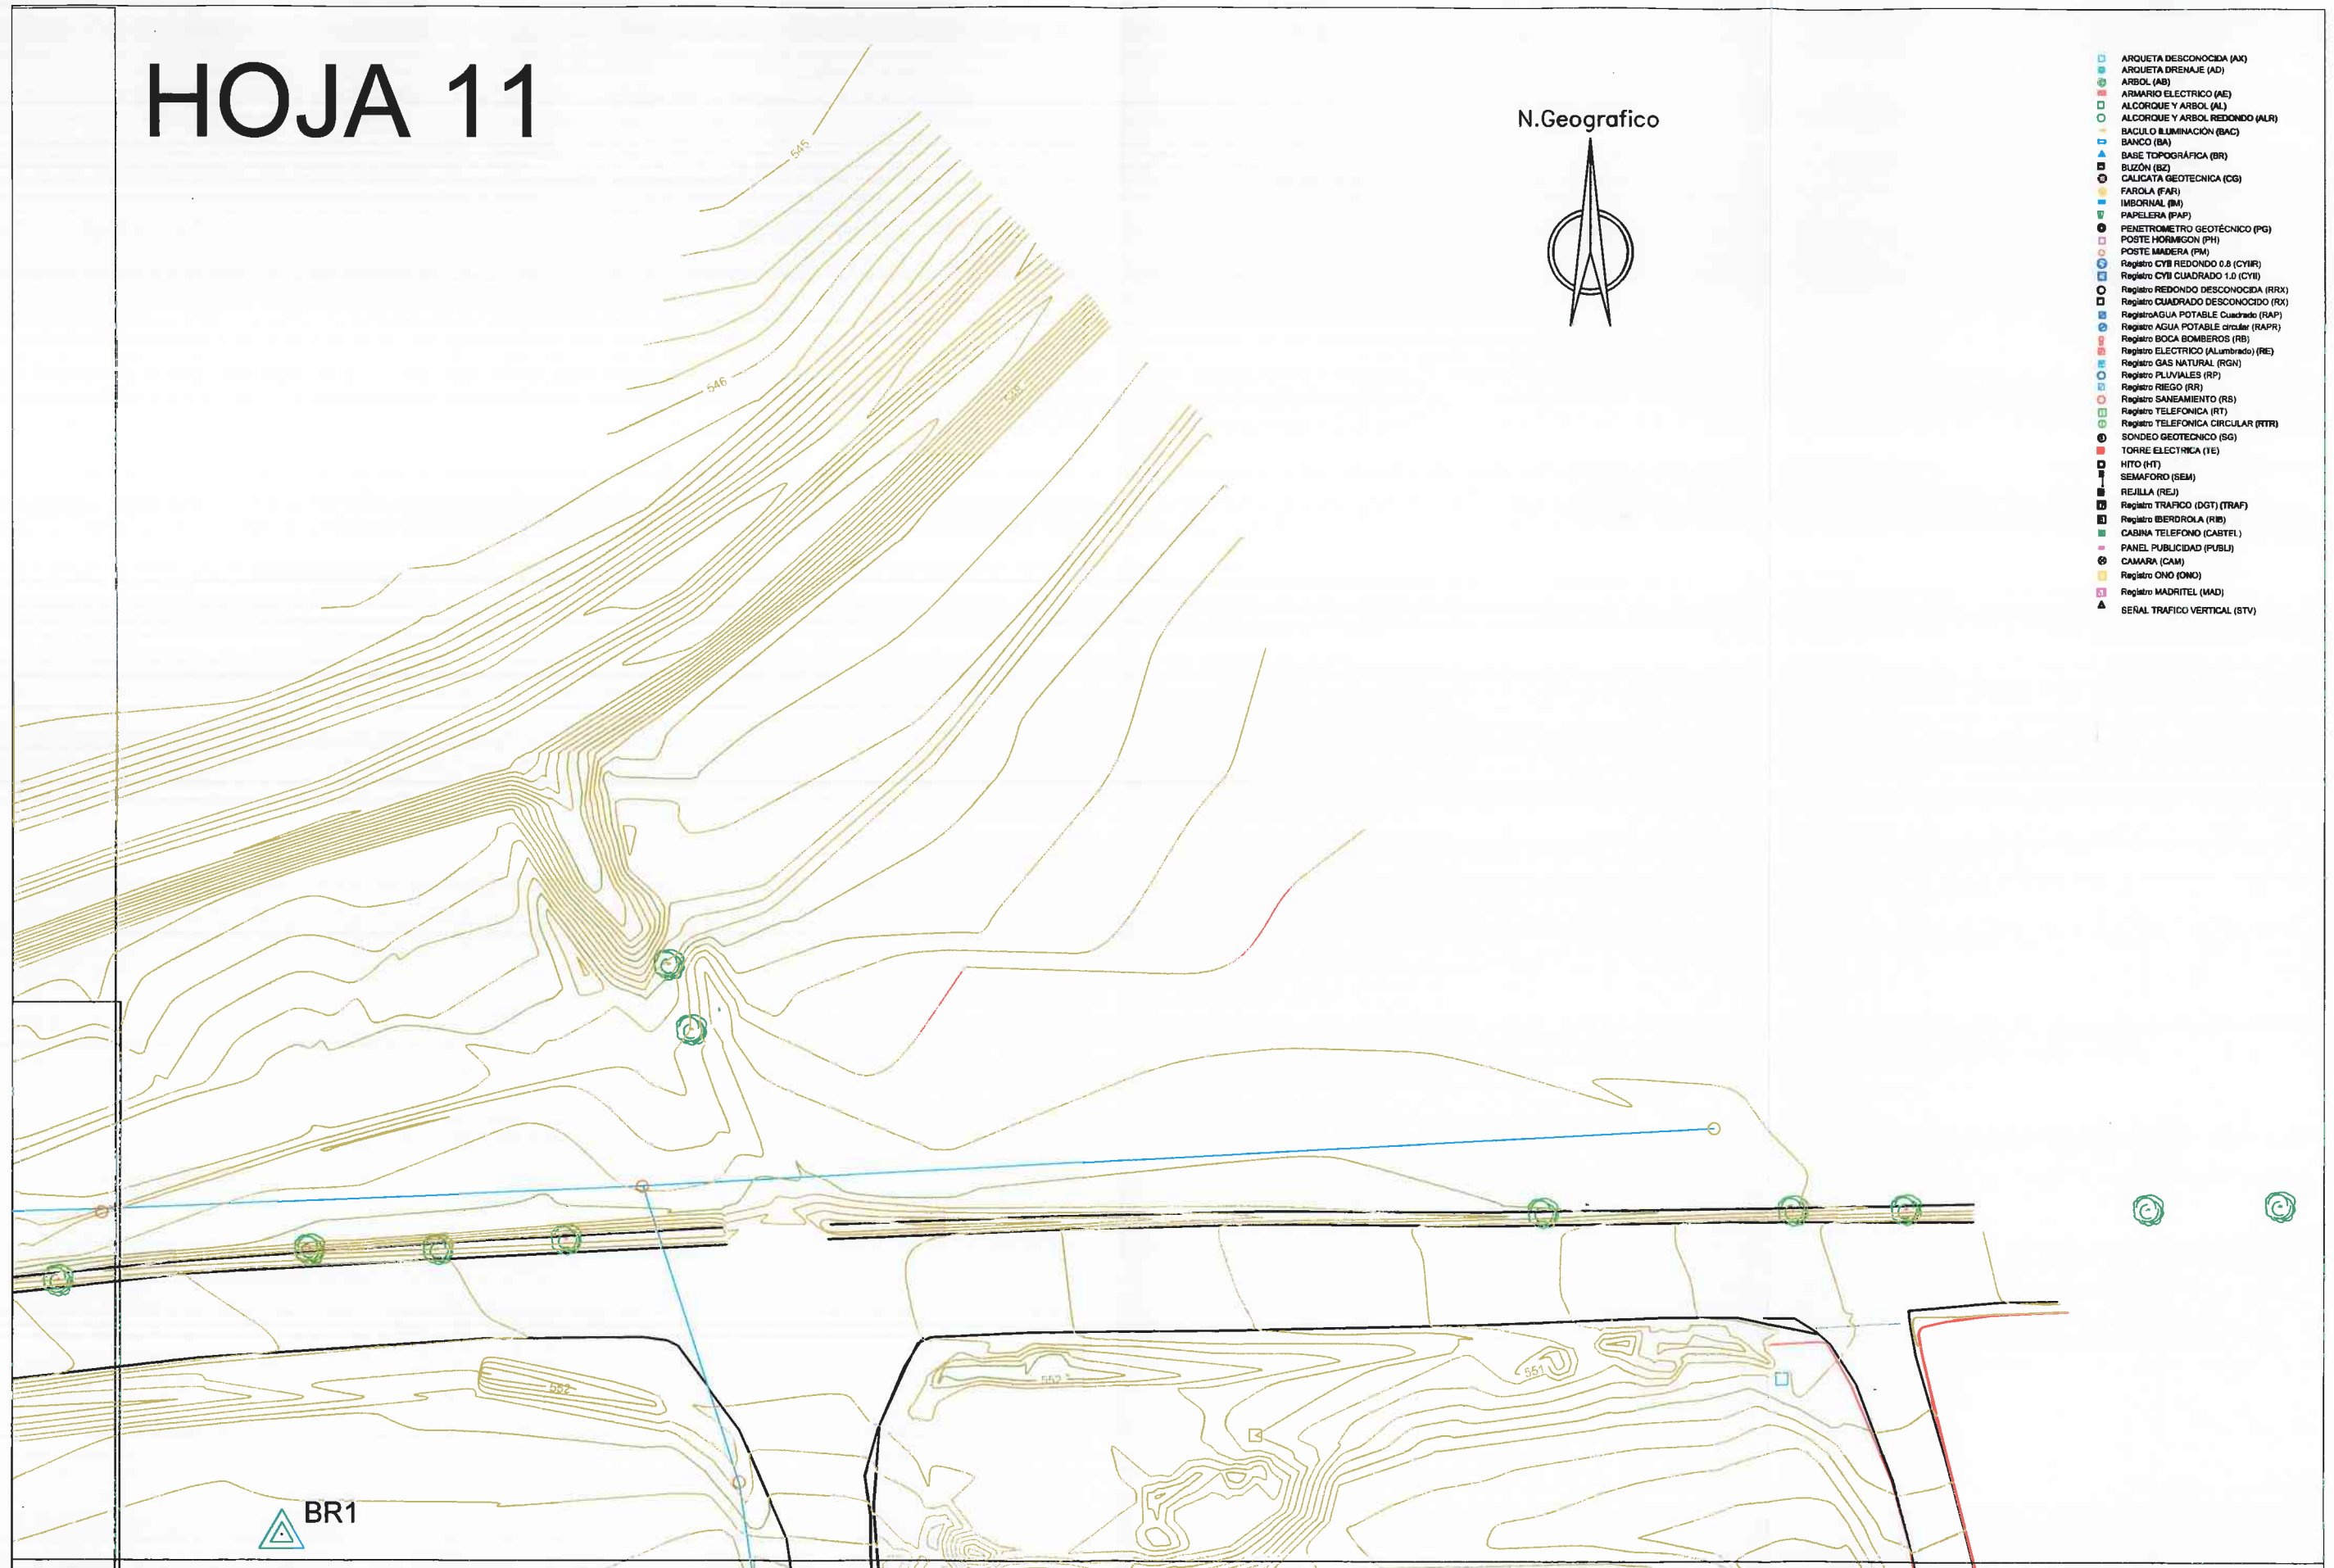 HOJA 11
N.Geografico
ARQUETA DESCONOCIDA (AX)
ARQUETA DRENAJE (AD)
ARBOL (AB)
ARMARIO ELECTRICO (AE)
ALCORQUE Y ARBOL (AL)
ALCORQUE Y ARBOL REDONDO (ALR)
BACULO ILUMINACIÓN (BAC)
BANCO (BA)
BASE TOPOGRÁFICA (BR)
BUZÓN (BZ)
CALICATA GEOTECNICA (CG)
FAROLA (FAR)
IMBORNAL (IM)
PAPELERA (PAP)
PENETROMETRO GEOTÉCNICO (PG)
POSTE HORMIGON (PH)
POSTE MADERA (PM)
Registro CYII REDONDO 0.8 (CYIIR)
Registro CYII CUADRADO 1.0 (CYII)
Registro REDONDO DESCONOCIDA (RRX)
Registro CUADRADO DESCONOCIDO (RX)
RegistroAGUA POTABLE Cuadrado (RAP)
Registro AGUA POTABLE circular (RAPR)
Registro BOCA BOMBEROS (RB)
Registro ELECTRICO (ALumbrado) (RE)
Registro GAS NATURAL (RGN)
Registro PLUVIALES (RP)
Registro RIEGO (RR)
Registro SANEAMIENTO (RS)
Registro TELEFONICA (RT)
Registro TELEFONICA CIRCULAR (RTR)
SONDEO GEOTECNICO (SG)
TORRE ELECTRICA (TE)
HITO (HT)
SEMAFORO (SEM)
REJILLA (REJ)
Registro TRAFICO (DGT) (TRAF)
Registro IBERDROLA (RIB)
CABINA TELEFONO (CABTEL)
PANEL PUBLICIDAD (PUBLI)
CAMARA (CAM)
Registro ONO (ONO)
Registro MADRITEL (MAD)
SEÑAL TRAFICO VERTICAL (STV)
545
546
548
551
552
552
BR1